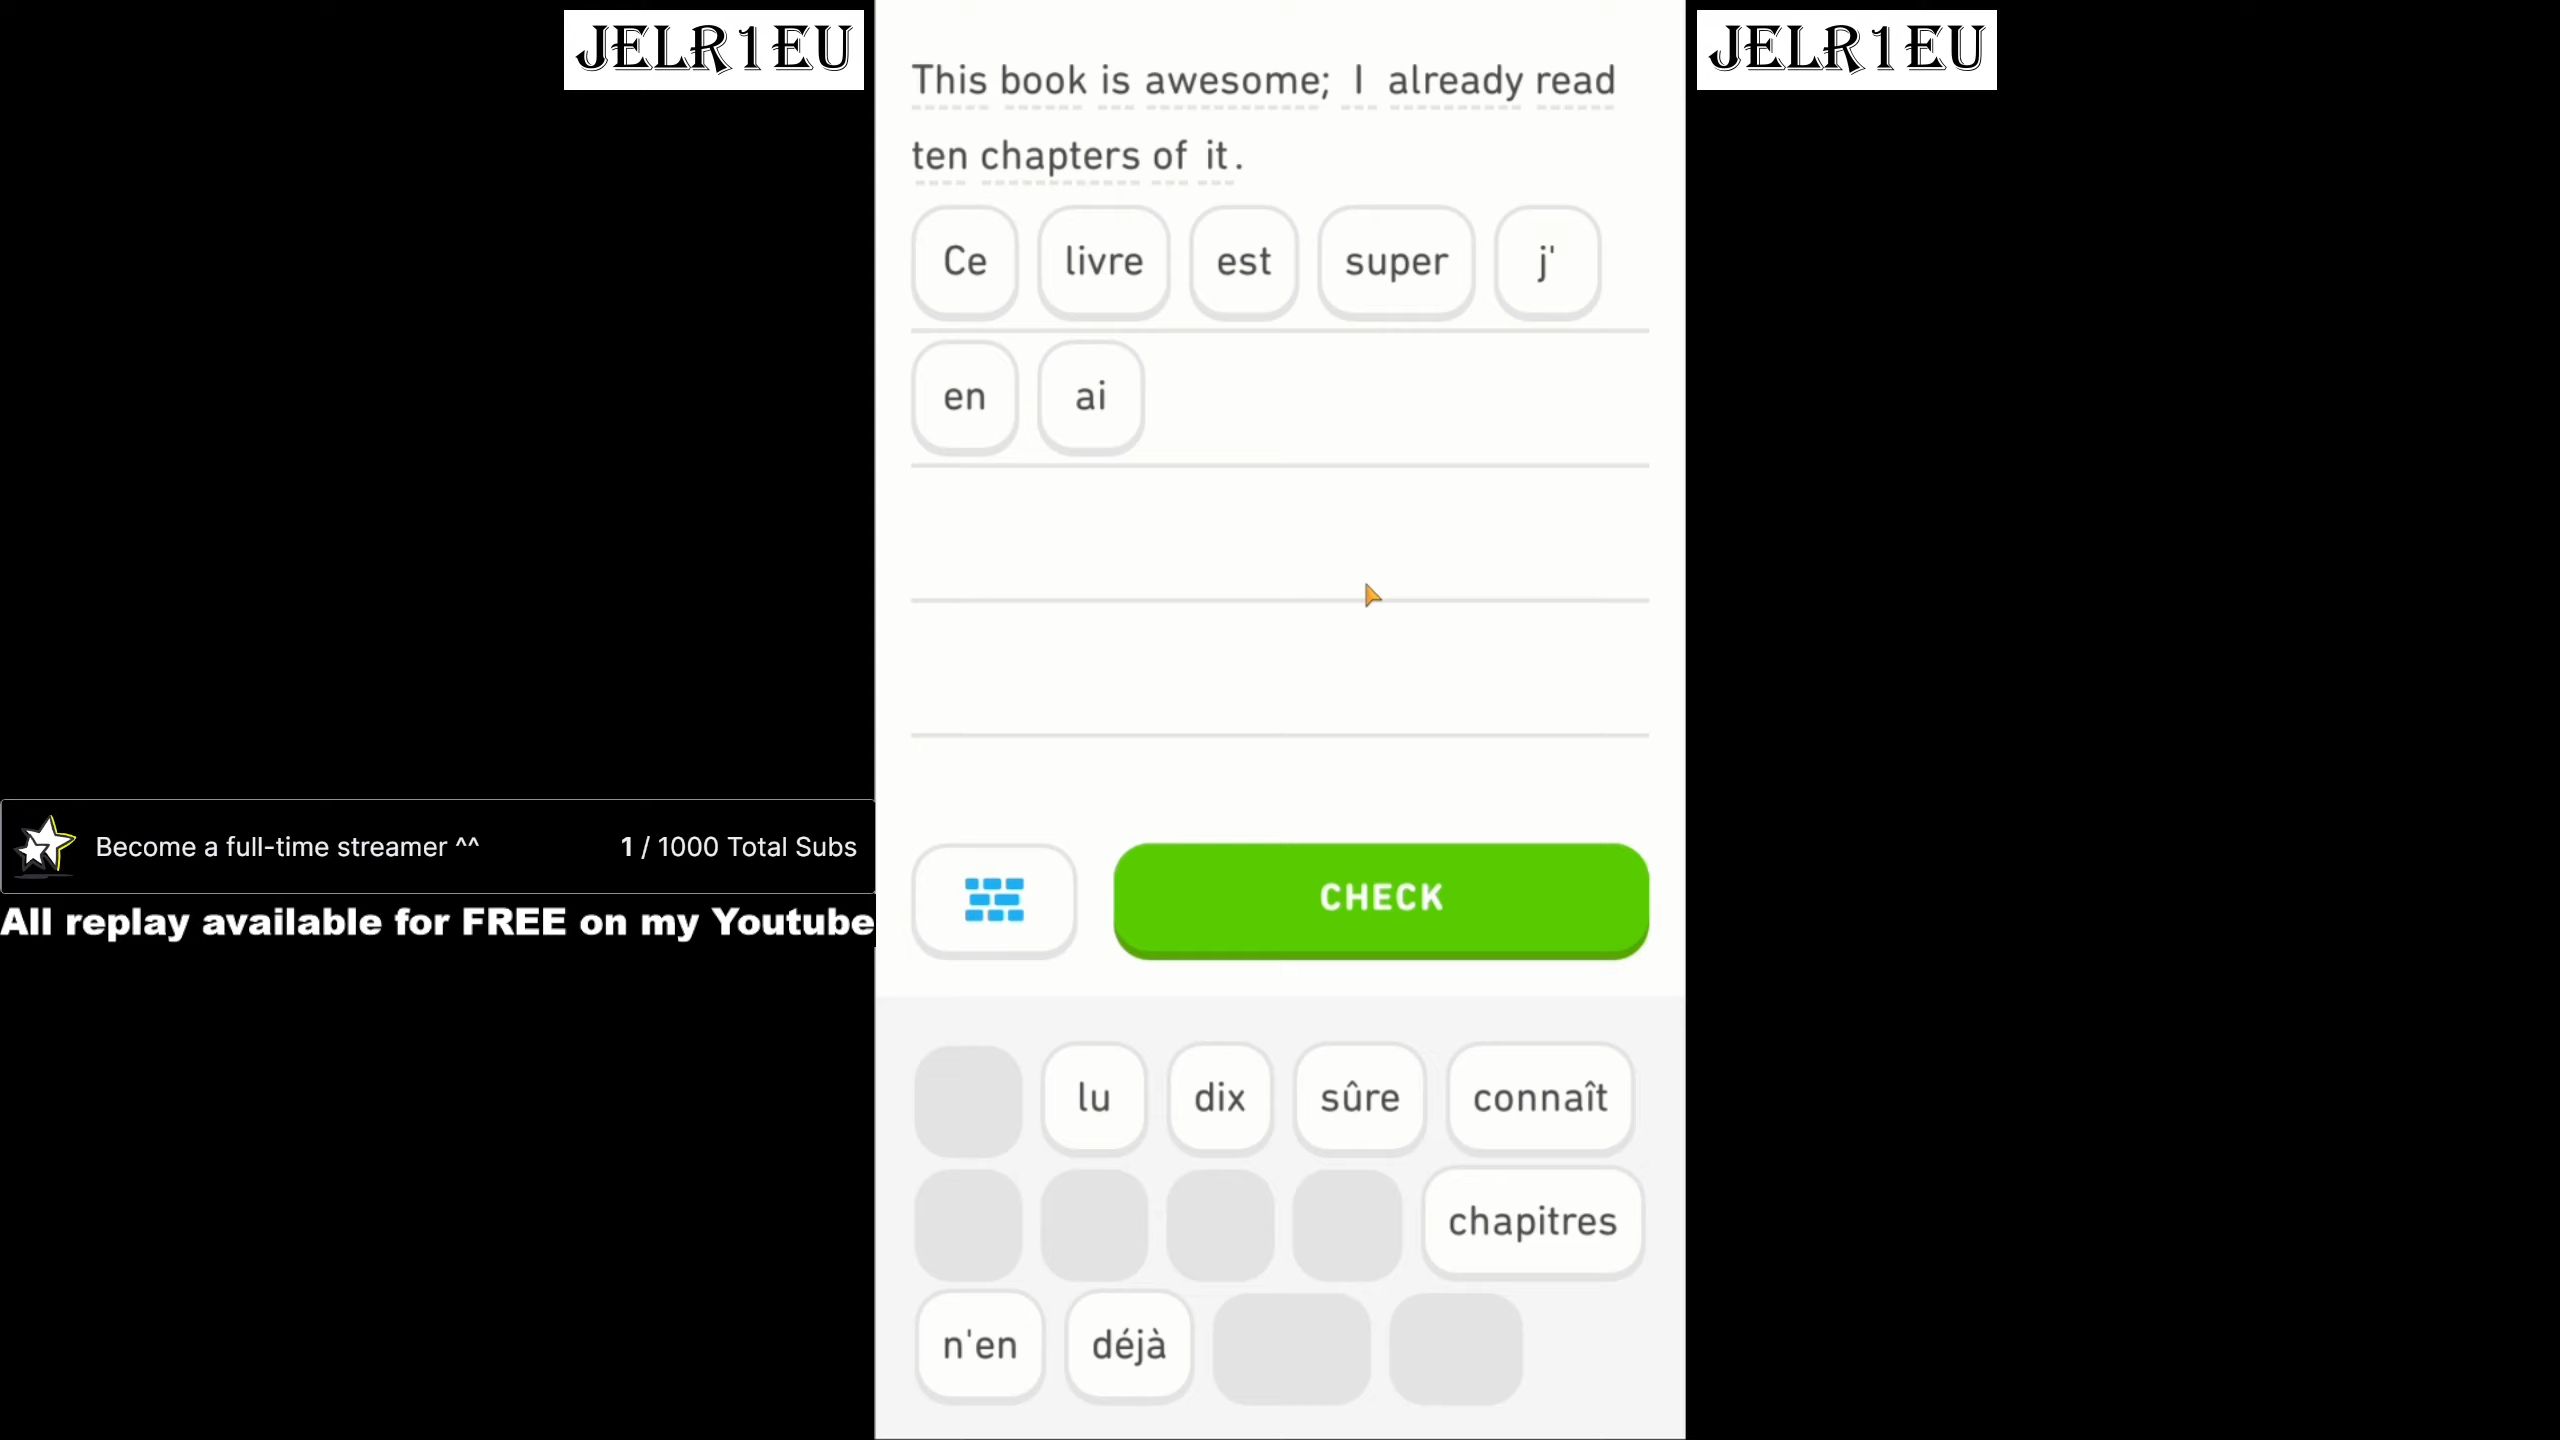 JELR1EU
JELR1EU
This book is awesome; I already read
ten chapters of it.
Ce livre est super j'
en ai
Become a full-time streamer ^^ 1 / 1000 Total Subs
CHECK
All replay available for FREE on my Youtube
lu dix sûre connaît
chapitres
n'en déjà